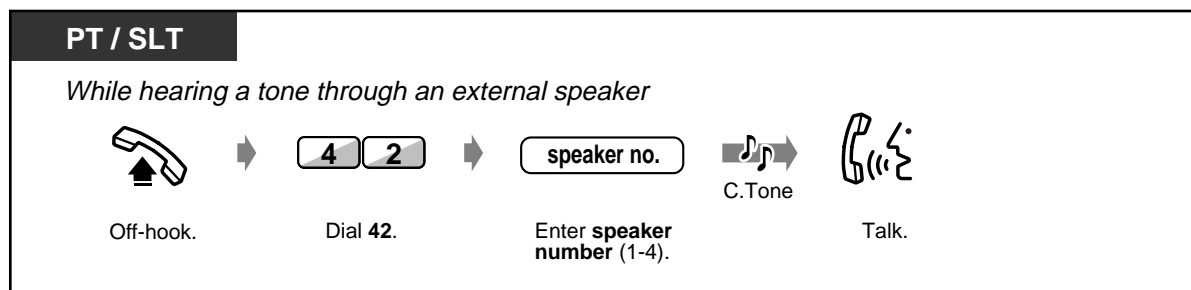 PT / SLT
While hearing a tone through an external speaker
4 2 speaker no.
C.Tone
Off-hook. Dial 42. Enter speaker number (1-4). Talk.